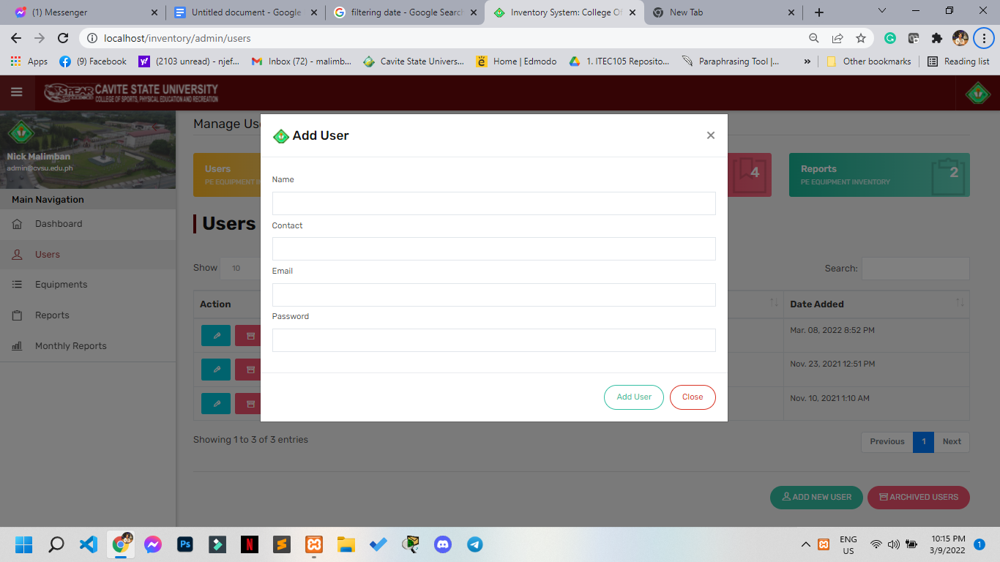 (1) Messenger
Untitled document - Google
filtering date - Google Search
Inventory System: College Of
New Tab
localhost/inventory/admin/users
Apps
(9) Facebook
(2103 unread) - njef...
Inbox (72) - malimb...
Cavite State Univers...
Home | Edmodo
1. ITEC105 Reposito...
Paraphrasing Tool |...
»
Other bookmarks
Reading list
SPEAR
CAVITE STATE UNIVERSITY
COLLEGE OF SPORTS, PHYSICAL EDUCATION AND RECREATION
Nick Malimban
admin@cvsu.edu.ph
Main Navigation
Dashboard
Users
Equipments
Reports
Monthly Reports
Manage Use
Users
PE EQUIPMENT I
4
Reports
PE EQUIPMENT INVENTORY
2
Users
Show 10
Search:
Action
Date Added
Mar. 08, 2022 8:52 PM
Nov. 23, 2021 12:51 PM
Nov. 10, 2021 1:10 AM
Showing 1 to 3 of 3 entries
Previous 1 Next
ADD NEW USER
ARCHIVED USERS
Add User
×
Name
Contact
Email
Password
Add User
Close
ENG
US
10:15 PM
3/9/2022
1